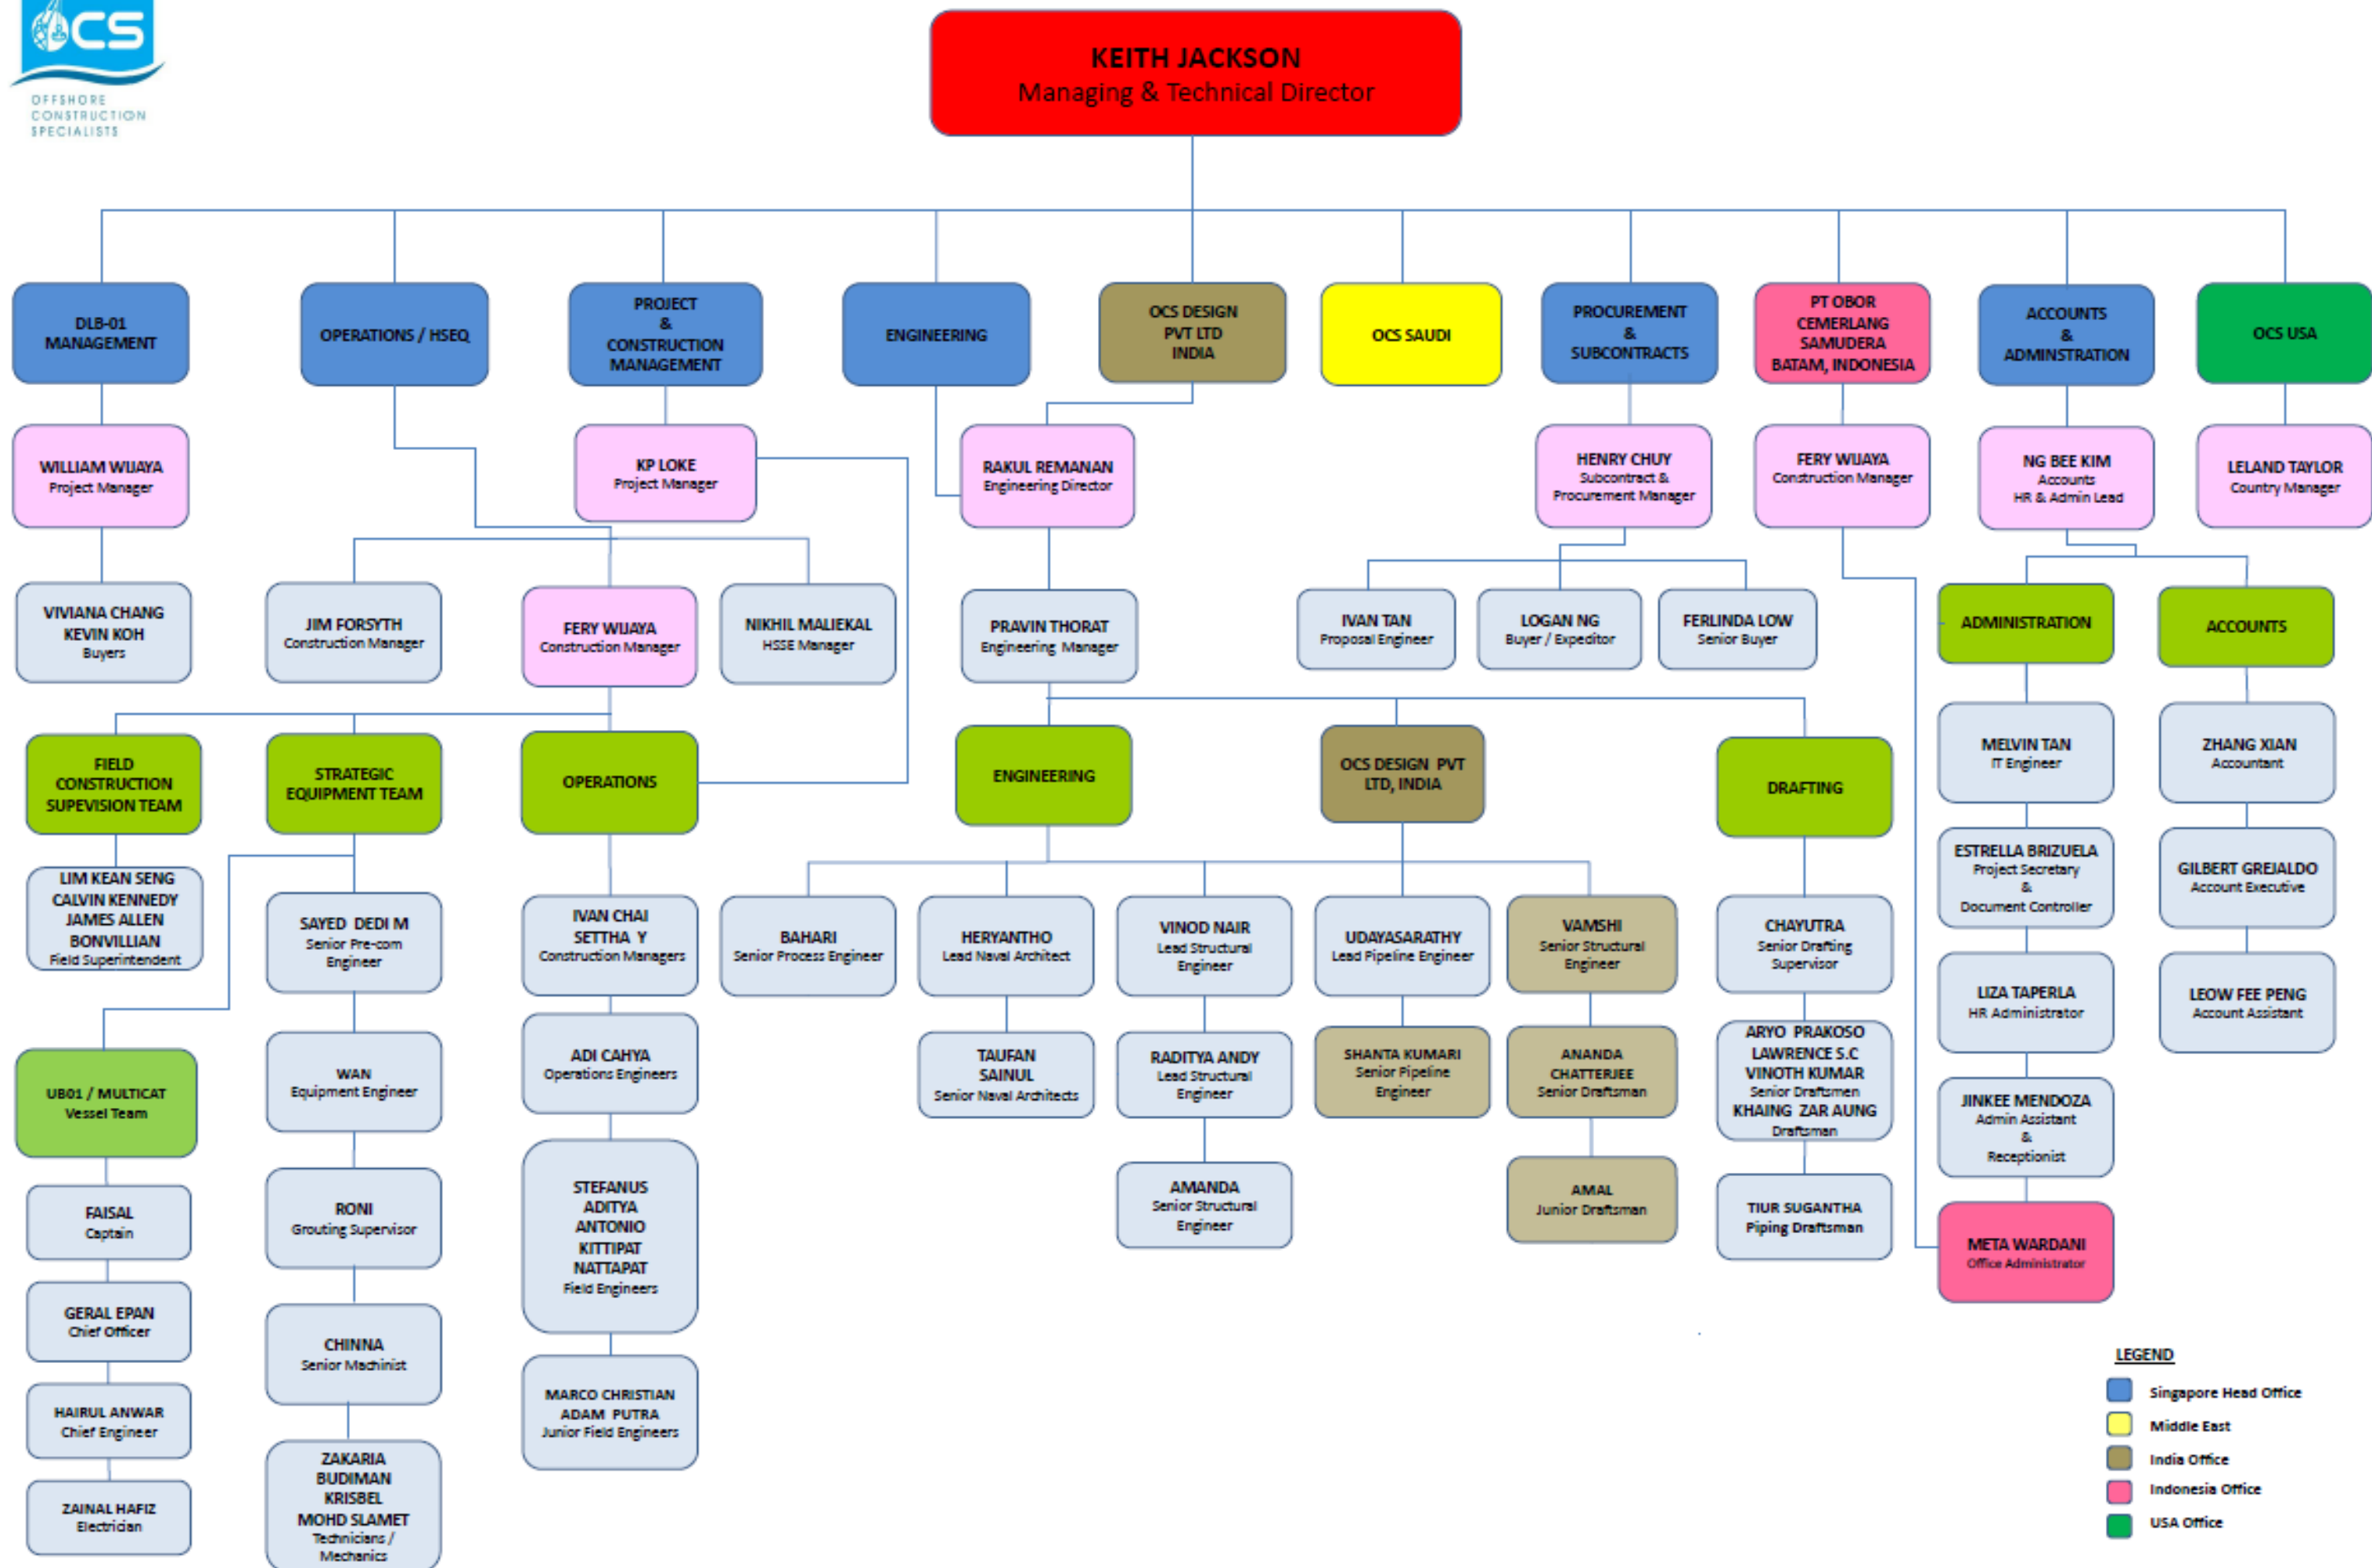 OCS
OFFSHORE
CONSTRUCTION
SPECIALISTS
KEITH JACKSON
Managing & Technical Director
DLB-01
MANAGEMENT
OPERATIONS / HSEQ
PROJECT
&
CONSTRUCTION
MANAGEMENT
ENGINEERING
OCS DESIGN
PVT LTD
INDIA
OCS SAUDI
PROCUREMENT
&
SUBCONTRACTS
PT OBOR
CEMERLANG
SAMUDERA
BATAM, INDONESIA
ACCOUNTS
&
ADMINSTRATION
OCS USA
WILLIAM WIJAYA
Project Manager
KP LOKE
Project Manager
RAKUL REMANAN
Engineering Director
HENRY CHUY
Subcontract &
Procurement Manager
FERY WIJAYA
Construction Manager
NG BEE KIM
Accounts
HR & Admin Lead
LELAND TAYLOR
Country Manager
VIVIANA CHANG
KEVIN KOH
Buyers
JIM FORSYTH
Construction Manager
FERY WIJAYA
Construction Manager
NIKHIL MALIEKAL
HSSE Manager
PRAVIN THORAT
Engineering Manager
IVAN TAN
Proposal Engineer
LOGAN NG
Buyer / Expeditor
FERLINDA LOW
Senior Buyer
ADMINISTRATION
ACCOUNTS
FIELD
CONSTRUCTION
SUPEVISION TEAM
STRATEGIC
EQUIPMENT TEAM
OPERATIONS
ENGINEERING
OCS DESIGN PVT
LTD, INDIA
DRAFTING
MELVIN TAN
IT Engineer
ZHANG XIAN
Accountant
LIM KEAN SENG
CALVIN KENNEDY
JAMES ALLEN
BONVILLIAN
Field Superintendent
SAYED DEDI M
Senior Pre-com
Engineer
IVAN CHAI
SETTHA Y
Construction Managers
BAHARI
Senior Process Engineer
HERYANTHO
Lead Naval Architect
VINOD NAIR
Lead Structural
Engineer
UDAYASARATHY
Lead Pipeline Engineer
VAMSHI
Senior Structural
Engineer
CHAYUTRA
Senior Drafting
Supervisor
ESTRELLA BRIZUELA
Project Secretary
&
Document Controller
GILBERT GREJALDO
Account Executive
LIZA TAPERLA
HR Administrator
LEOW FEE PENG
Account Assistant
UB01 / MULTICAT
Vessel Team
WAN
Equipment Engineer
ADI CAHYA
Operations Engineers
TAUFAN
SAINUL
Senior Naval Architects
RADITYA ANDY
Lead Structural
Engineer
SHANTA KUMARI
Senior Pipeline
Engineer
ANANDA
CHATTERJEE
Senior Draftsman
ARYO PRAKOSO
LAWRENCE S.C
VINOTH KUMAR
Senior Draftsmen
KHAING ZAR AUNG
Draftsman
JINKEE MENDOZA
Admin Assistant
&
Receptionist
FAISAL
Captain
RONI
Grouting Supervisor
STEFANUS
ADITYA
ANTONIO
KITTIPAT
NATTAPAT
Field Engineers
AMANDA
Senior Structural
Engineer
AMAL
Junior Draftsman
TIUR SUGANTHA
Piping Draftsman
META WARDANI
Office Administrator
GERAL EPAN
Chief Officer
CHINNA
Senior Machinist
MARCO CHRISTIAN
ADAM PUTRA
Junior Field Engineers
HAIRUL ANWAR
Chief Engineer
ZAKARIA
BUDIMAN
KRISBEL
MOHD SLAMET
Technicians /
Mechanics
ZAINAL HAFIZ
Electrician
LEGEND
Singapore Head Office
Middle East
India Office
Indonesia Office
USA Office